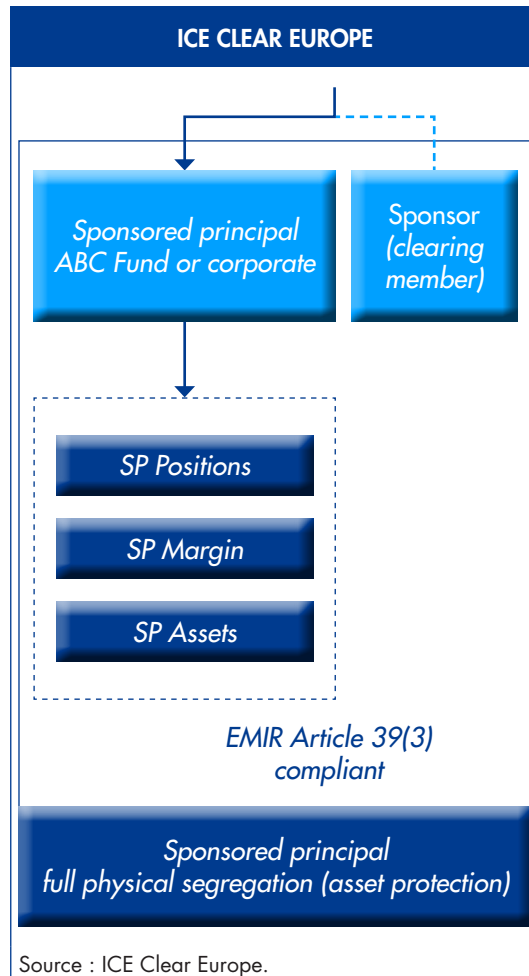 ICE CLEAR EUROPE
Sponsored principal
ABC Fund or corporate
Sponsor
(clearing
member)
SP Positions
SP Margin
SP Assets
EMIR Article 39(3)
compliant
Sponsored principal
full physical segregation (asset protection)
Source : ICE Clear Europe.